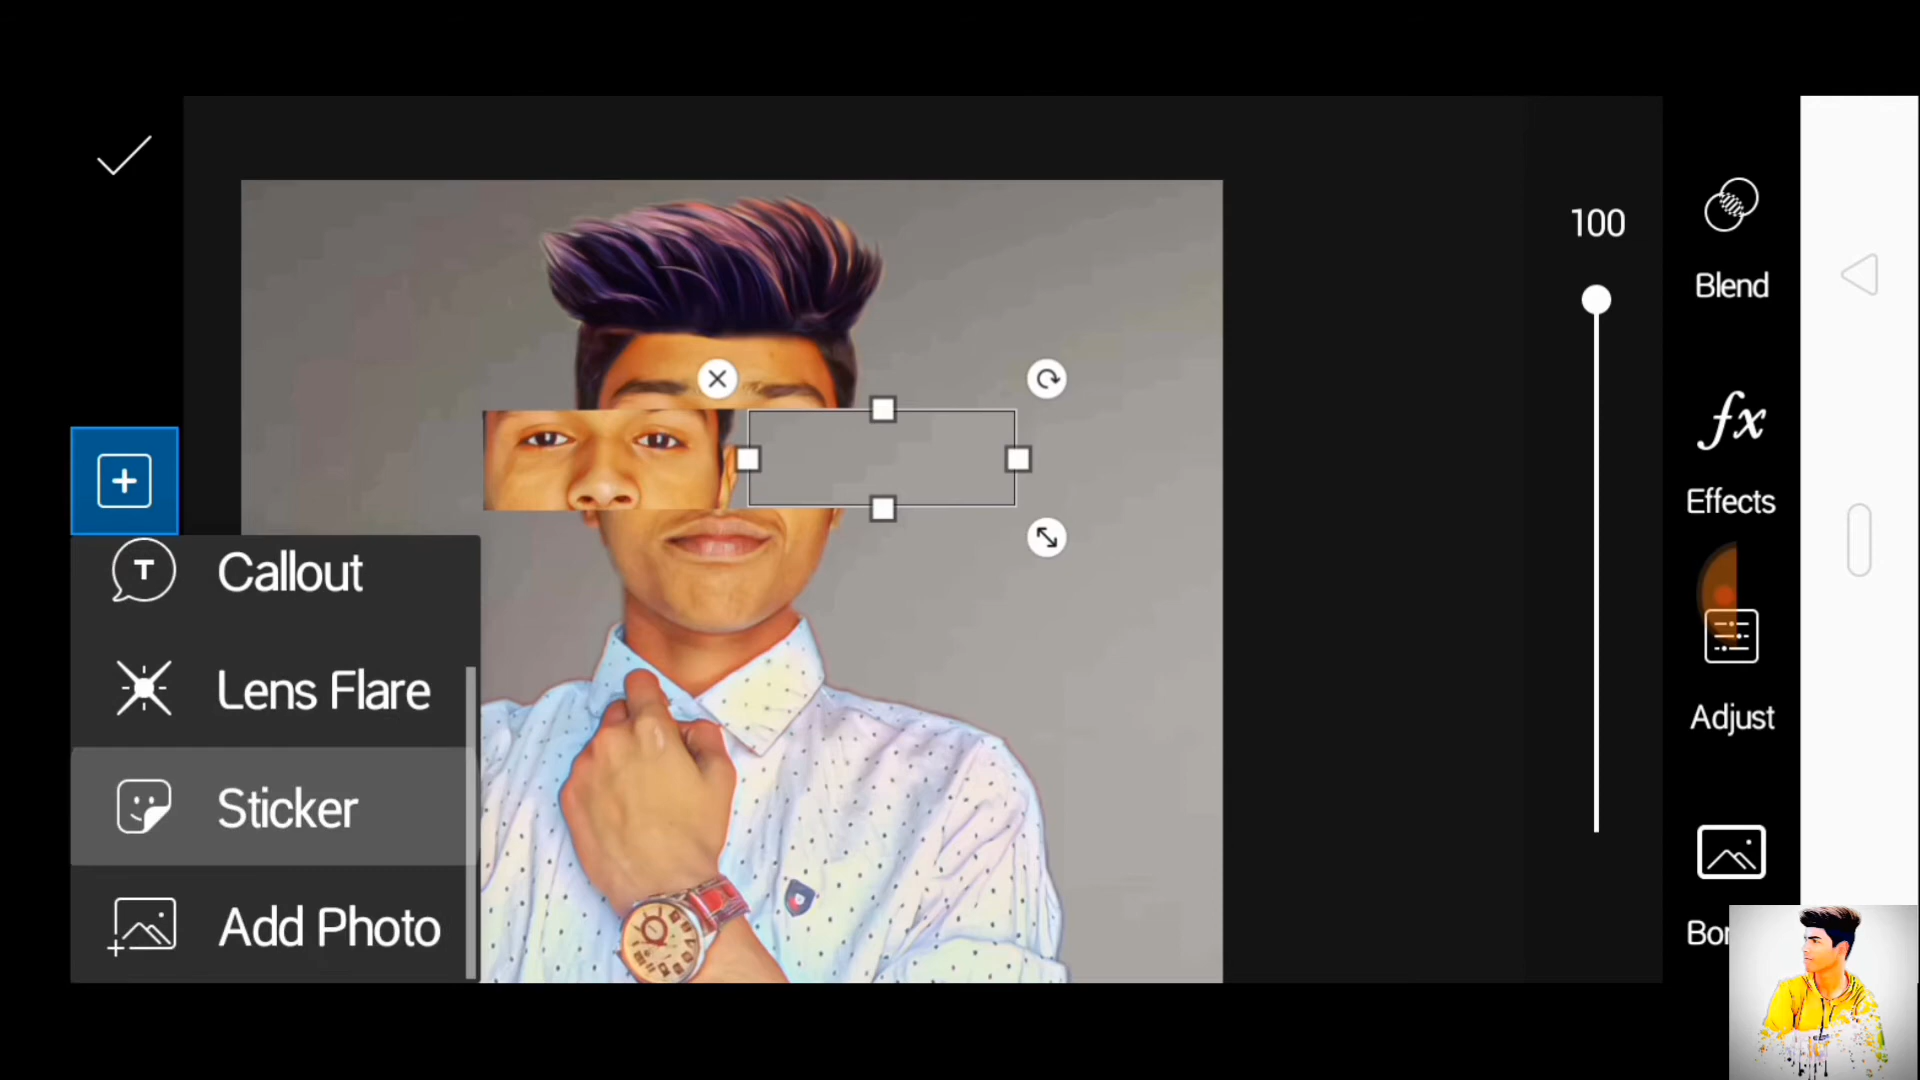 100
Blend
Effects
T Callout
Lens Flare
Adjust
Sticker
Add Photo